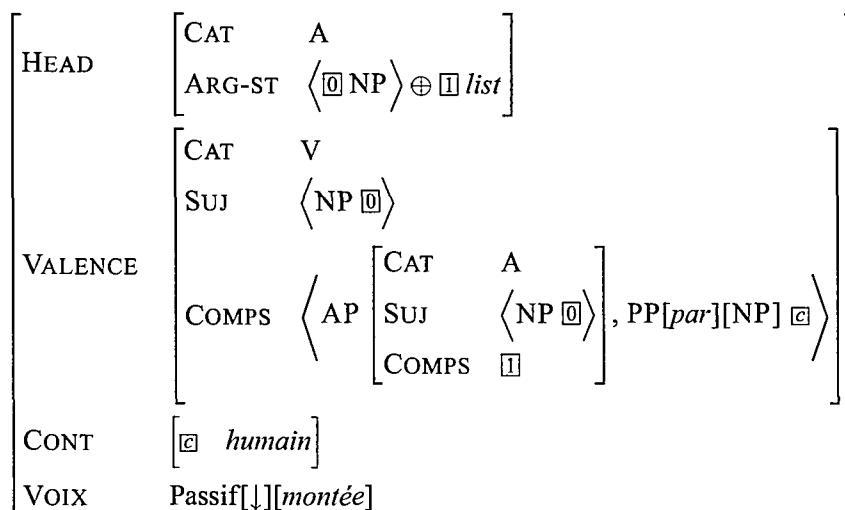 CAT A
HEAD
ARG-ST ⟨[0] NP⟩ ⊕ [1] list
CAT V
SUJ ⟨NP [0]⟩
VALENCE
CAT A
COMPS ⟨AP SUJ ⟨NP [0]⟩, PP[par][NP] [c]⟩
COMPS [1]
CONT [[c] humain]
VOIX Passif[↓][montée]